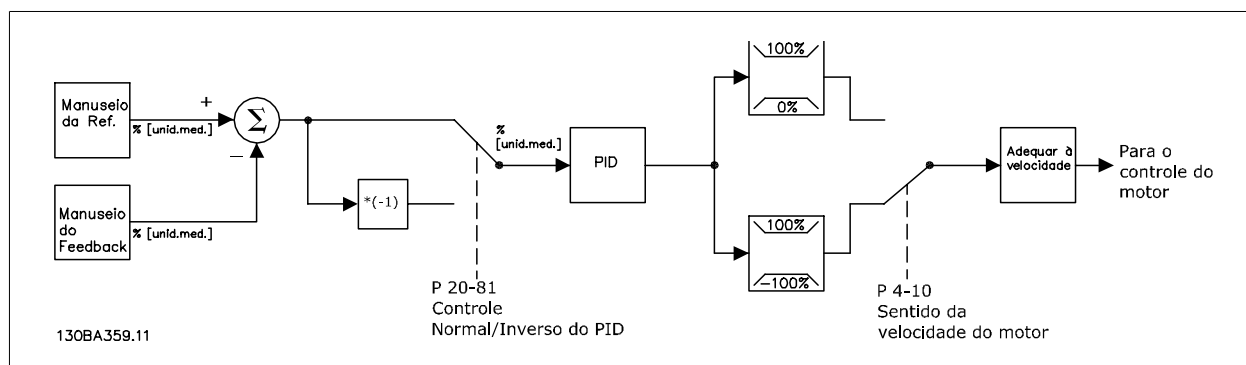 Manuseio
da Ref.
% [unid.med.]
+
Σ
−
Manuseio
do
Feedback
% [unid.med.]
*(-1)
%
[unid.med.]
PID
100%
0%
100%
-100%
Adequar à
velocidade
Para o
controle do
motor
P 20-81
Controle
Normal/Inverso do PID
P 4-10
Sentido da
velocidade do motor
130BA359.11